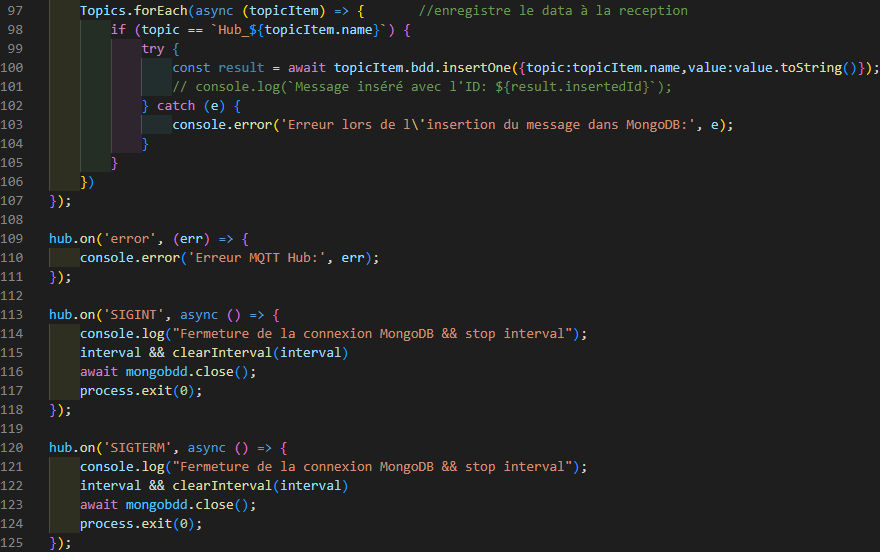 97 Topics.forEach(async (topicItem) => { //enregistre le data à la reception
98 if (topic == `Hub_${topicItem.name}`) {
99 try {
100 const result = await topicItem.bdd.insertOne({topic:topicItem.name,value:value.toString()});
101 // console.log(`Message inséré avec l'ID: ${result.insertedId}`);
102 } catch (e) {
103 console.error('Erreur lors de l\'insertion du message dans MongoDB:', e);
104 }
105 }
106 })
107 });
108
109 hub.on('error', (err) => {
110 console.error('Erreur MQTT Hub:', err);
111 });
112
113 hub.on('SIGINT', async () => {
114 console.log("Fermeture de la connexion MongoDB && stop interval");
115 interval && clearInterval(interval)
116 await mongobdd.close();
117 process.exit(0);
118 });
119
120 hub.on('SIGTERM', async () => {
121 console.log("Fermeture de la connexion MongoDB && stop interval");
122 interval && clearInterval(interval)
123 await mongobdd.close();
124 process.exit(0);
125 });